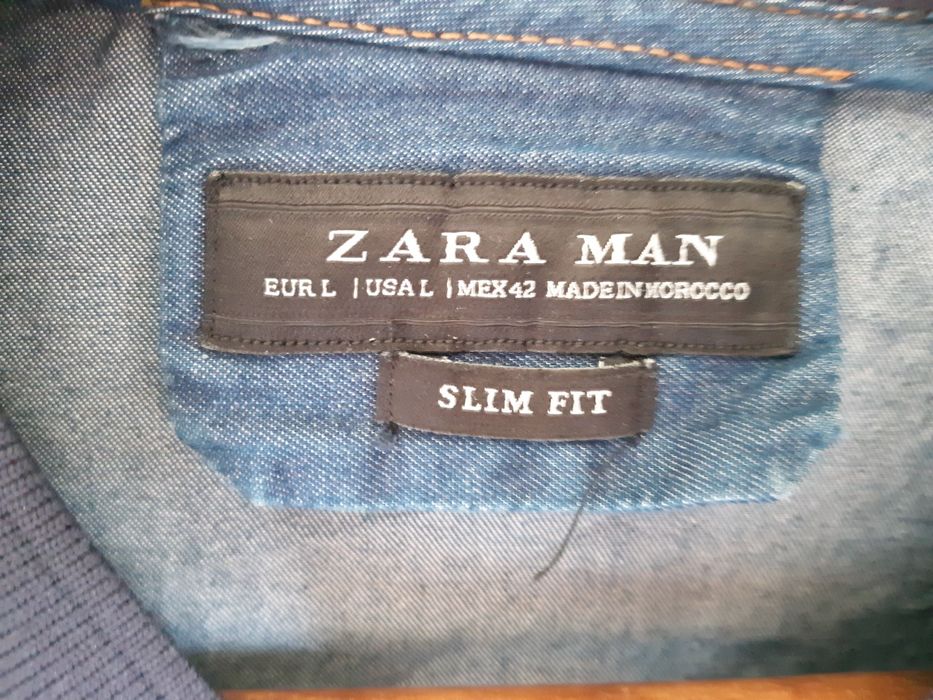 ZARA MAN
EUR L | USA L | MEX 42 MADE IN MOROCCO
SLIM FIT